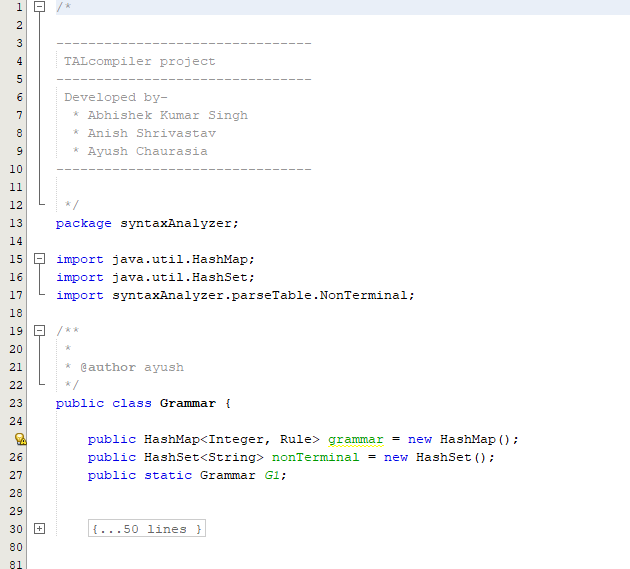 1 /*
2
3 --------------------------------
4 TALcompiler project
5 --------------------------------
6 Developed by-
7 * Abhishek Kumar Singh
8 * Anish Shrivastav
9 * Ayush Chaurasia
10 --------------------------------
11
12 */
13 package syntaxAnalyzer;
14
15 import java.util.HashMap;
16 import java.util.HashSet;
17 import syntaxAnalyzer.parseTable.NonTerminal;
18
19 /**
20 *
21 * @author ayush
22 */
23 public class Grammar {
24
public HashMap<Integer, Rule> grammar = new HashMap();
26 public HashSet<String> nonTerminal = new HashSet();
27 public static Grammar G1;
28
29
30 {...50 lines }
80
81